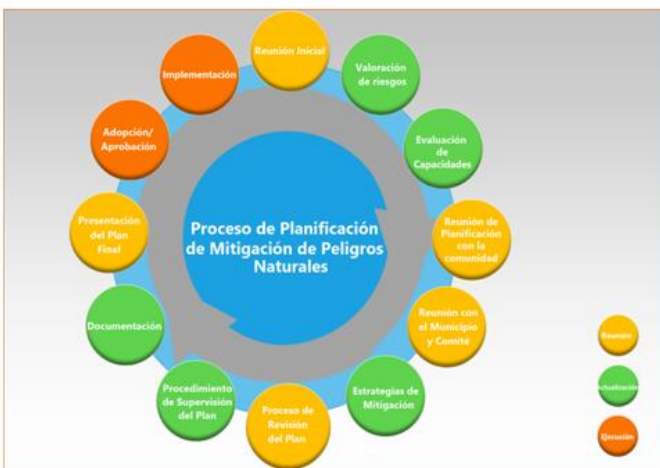 Reunión Inicial
Valoración
de riesgos
Evaluación
de
Capacidades
Reunión de
Planificación
con la
comunidad
Reunión con
el Municipio
y Comité
Estrategias de
Mitigación
Proceso de
Revisión
del Plan
Procedimiento
de Supervisión
del Plan
Documentación
Presentación
del Plan
Final
Adopción/
Aprobación
Implementación
Proceso de Planificación
de Mitigación de Peligros
Naturales
Reunión
Actualización
Ejecución